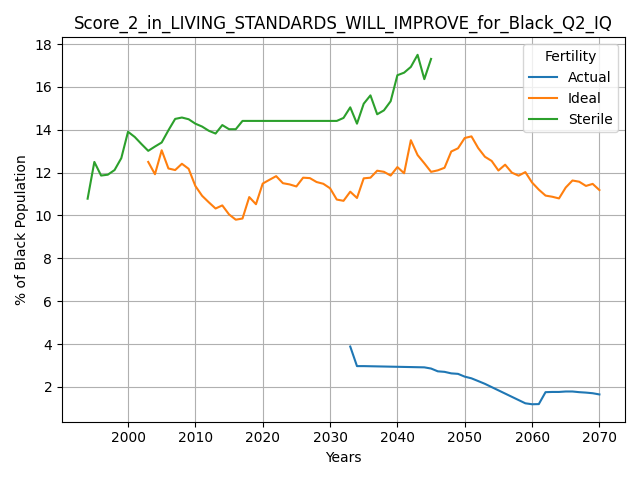 Score_2_in_LIVING_STANDARDS_WILL_IMPROVE_for_Black_Q2_IQ
Fertility
Actual
Ideal
Sterile
% of Black Population
18
16
14
12
10
8
6
4
2
2000 2010 2020 2030 2040 2050 2060 2070
Years